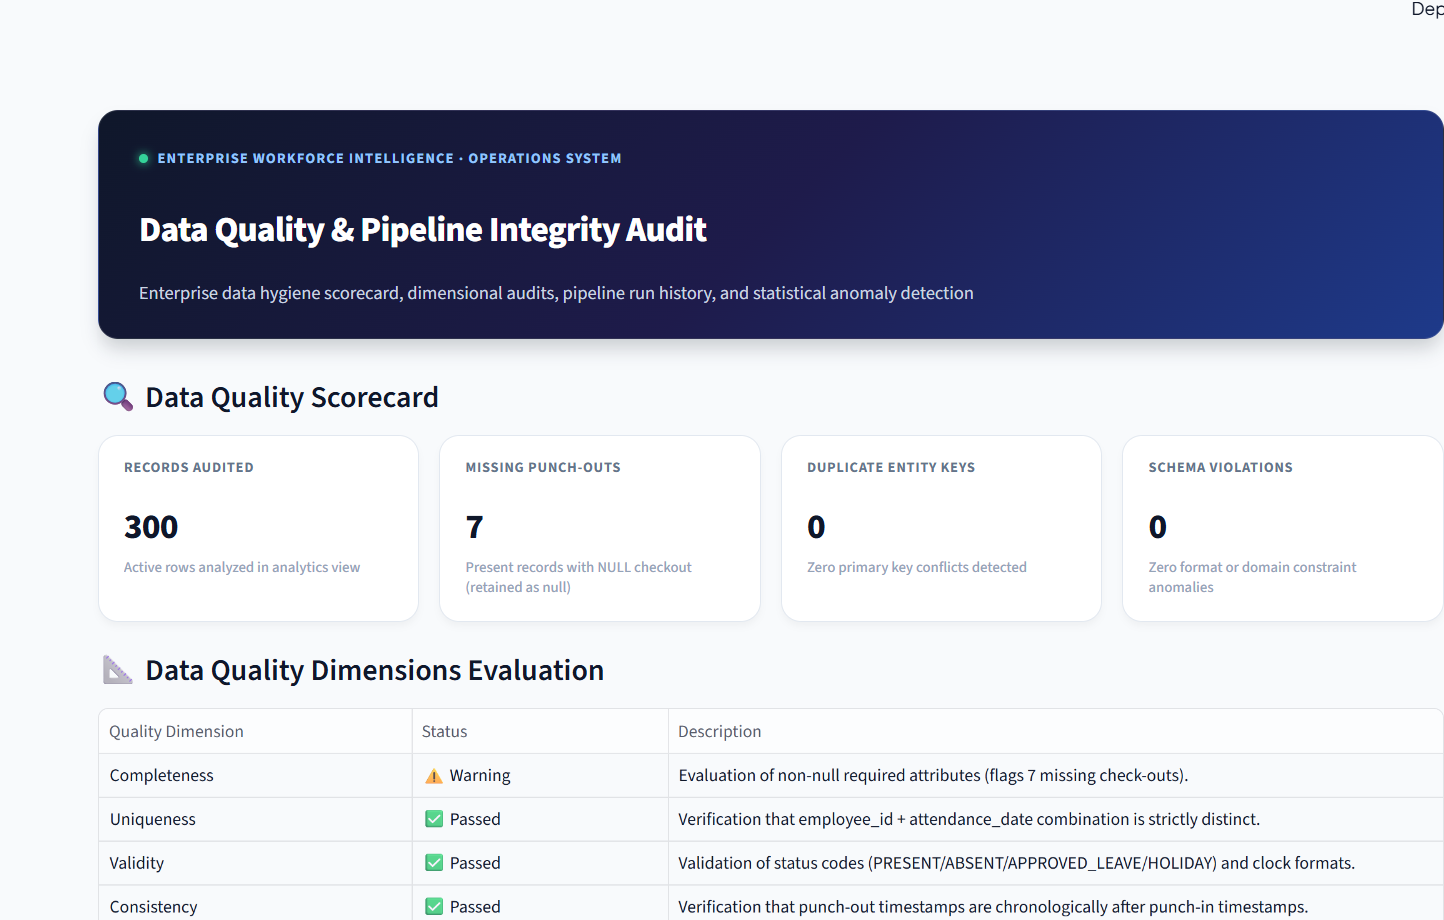 Dep
ENTERPRISE WORKFORCE INTELLIGENCE · OPERATIONS SYSTEM
Data Quality & Pipeline Integrity Audit
Enterprise data hygiene scorecard, dimensional audits, pipeline run history, and statistical anomaly detection
Data Quality Scorecard
RECORDS AUDITED
300
Active rows analyzed in analytics view
MISSING PUNCH-OUTS
7
Present records with NULL checkout
(retained as null)
DUPLICATE ENTITY KEYS
0
Zero primary key conflicts detected
SCHEMA VIOLATIONS
0
Zero format or domain constraint
anomalies
Data Quality Dimensions Evaluation
Quality Dimension Status Description
Completeness Warning Evaluation of non-null required attributes (flags 7 missing check-outs).
Uniqueness Passed Verification that employee_id + attendance_date combination is strictly distinct.
Validity Passed Validation of status codes (PRESENT/ABSENT/APPROVED_LEAVE/HOLIDAY) and clock formats.
Consistency Passed Verification that punch-out timestamps are chronologically after punch-in timestamps.